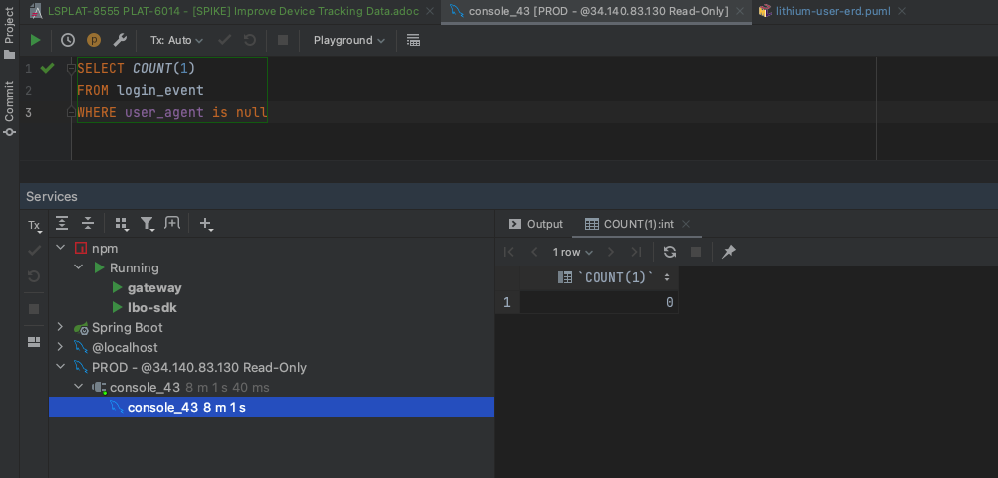 Project
Commit
LSPLAT-8555 PLAT-6014 - [SPIKE] Improve Device Tracking Data.adoc
console_43 [PROD - @34.140.83.130 Read-Only]
lithium-user-erd.puml
Tx: Auto
Playground
1 SELECT COUNT(1)
2 FROM login_event
3 WHERE user_agent is null
Services
Tx
npm
Running
gateway
lbo-sdk
Spring Boot
@localhost
PROD - @34.140.83.130 Read-Only
console_43 8 m 1 s 40 ms
console_43 8 m 1 s
Output
COUNT(1):int
1 row
`COUNT(1)`
1 0